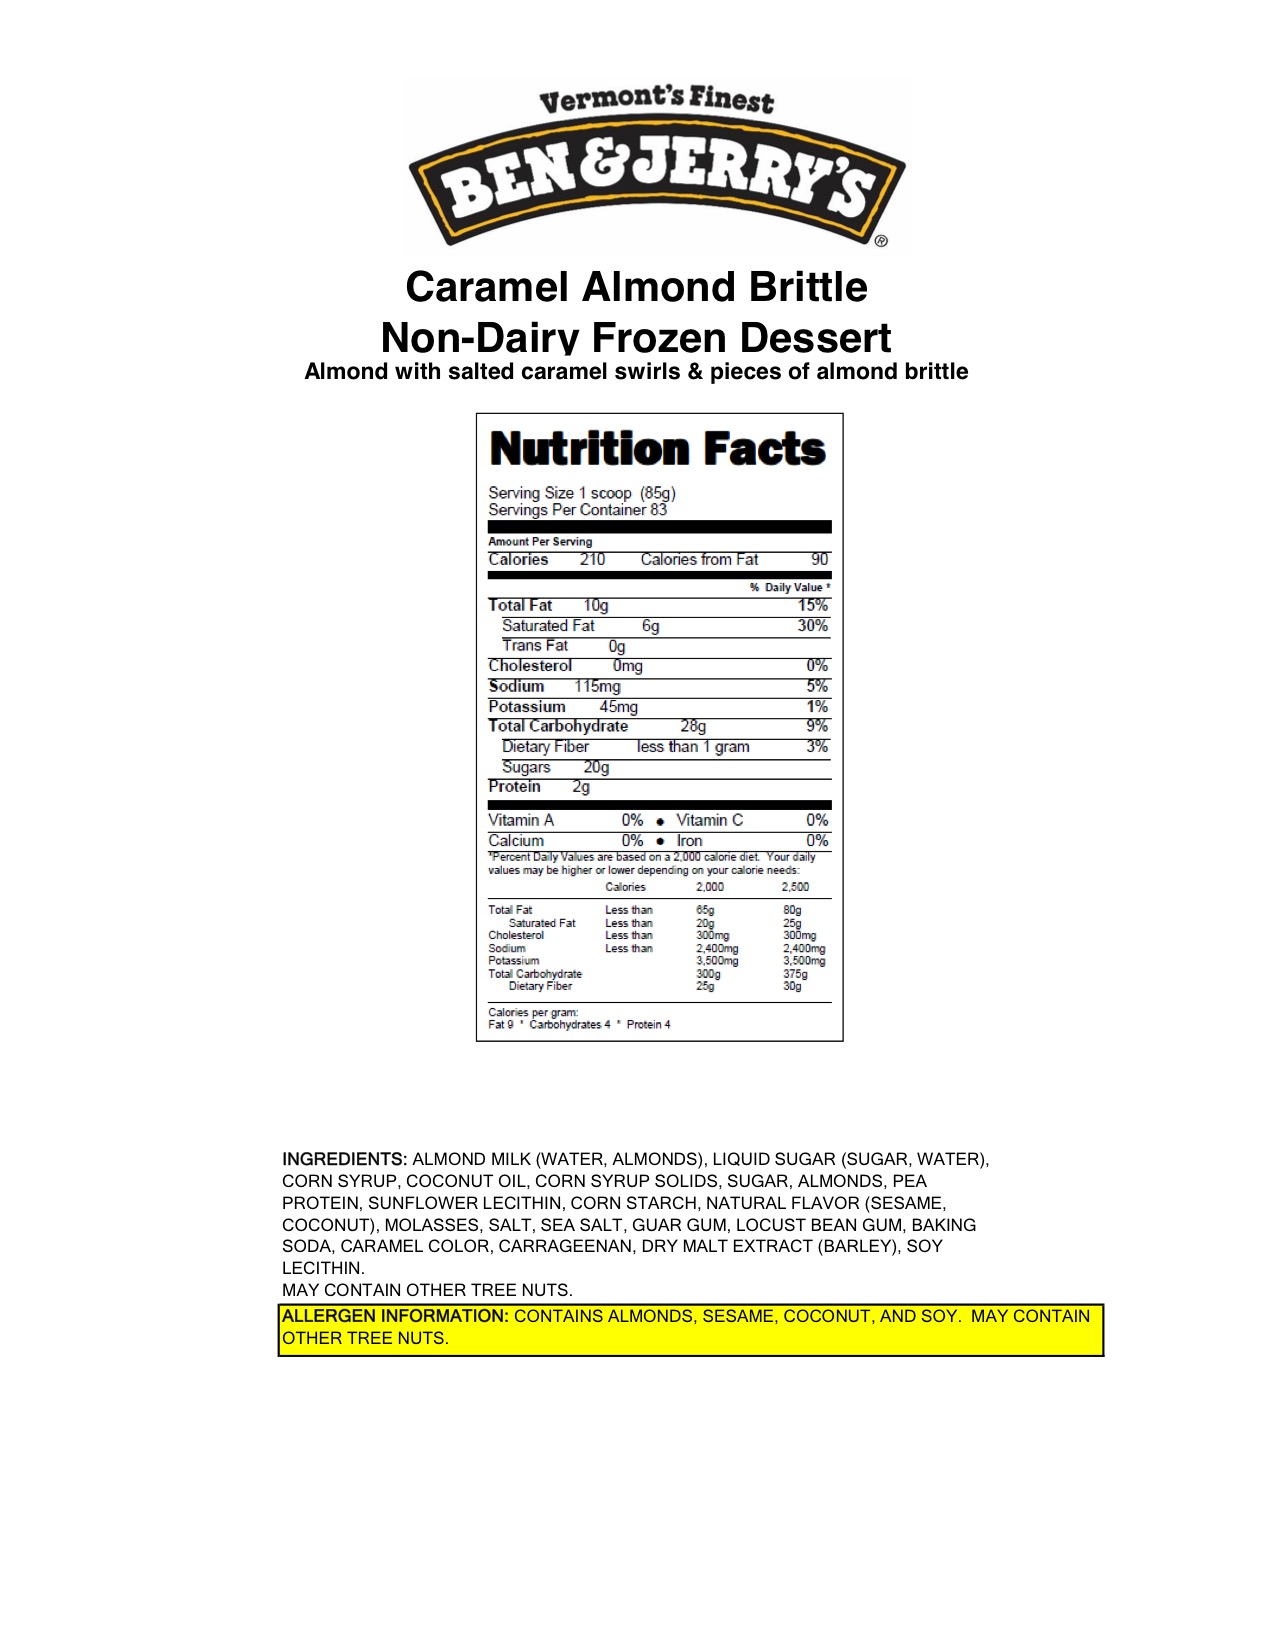 Vermont's Finest
BEN & JERRY'S
®
Caramel Almond Brittle
Non-Dairy Frozen Dessert
Almond with salted caramel swirls & pieces of almond brittle
Nutrition Facts
Serving Size 1 scoop (85g)
Servings Per Container 83
Amount Per Serving
Calories 210 Calories from Fat 90
% Daily Value *
Total Fat 10g 15%
Saturated Fat 6g 30%
Trans Fat 0g
Cholesterol 0mg 0%
Sodium 115mg 5%
Potassium 45mg 1%
Total Carbohydrate 28g 9%
Dietary Fiber less than 1 gram 3%
Sugars 20g
Protein 2g
Vitamin A 0% ● Vitamin C 0%
Calcium 0% ● Iron 0%
*Percent Daily Values are based on a 2,000 calorie diet. Your daily
values may be higher or lower depending on your calorie needs:
Calories 2,000 2,500
Total Fat Less than 65g 80g
Saturated Fat Less than 20g 25g
Cholesterol Less than 300mg 300mg
Sodium Less than 2,400mg 2,400mg
Potassium 3,500mg 3,500mg
Total Carbohydrate 300g 375g
Dietary Fiber 25g 30g
Calories per gram:
Fat 9 * Carbohydrates 4 * Protein 4
INGREDIENTS: ALMOND MILK (WATER, ALMONDS), LIQUID SUGAR (SUGAR, WATER),
CORN SYRUP, COCONUT OIL, CORN SYRUP SOLIDS, SUGAR, ALMONDS, PEA
PROTEIN, SUNFLOWER LECITHIN, CORN STARCH, NATURAL FLAVOR (SESAME,
COCONUT), MOLASSES, SALT, SEA SALT, GUAR GUM, LOCUST BEAN GUM, BAKING
SODA, CARAMEL COLOR, CARRAGEENAN, DRY MALT EXTRACT (BARLEY), SOY
LECITHIN.
MAY CONTAIN OTHER TREE NUTS.
ALLERGEN INFORMATION: CONTAINS ALMONDS, SESAME, COCONUT, AND SOY. MAY CONTAIN
OTHER TREE NUTS.